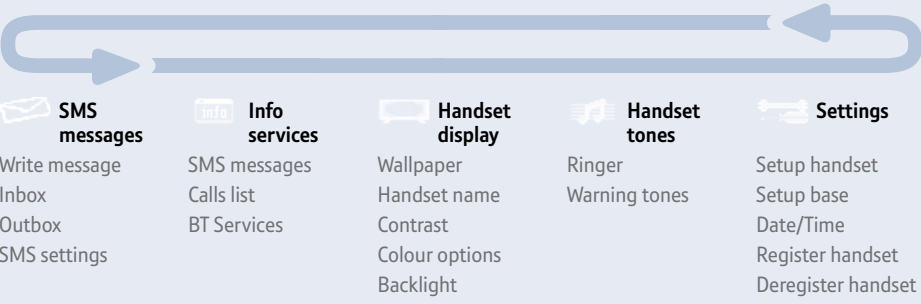 SMS
messages
Write message
Inbox
Outbox
SMS settings
info
Info
services
SMS messages
Calls list
BT Services
Handset
display
Wallpaper
Handset name
Contrast
Colour options
Backlight
Handset
tones
Ringer
Warning tones
Settings
Setup handset
Setup base
Date/Time
Register handset
Deregister handset